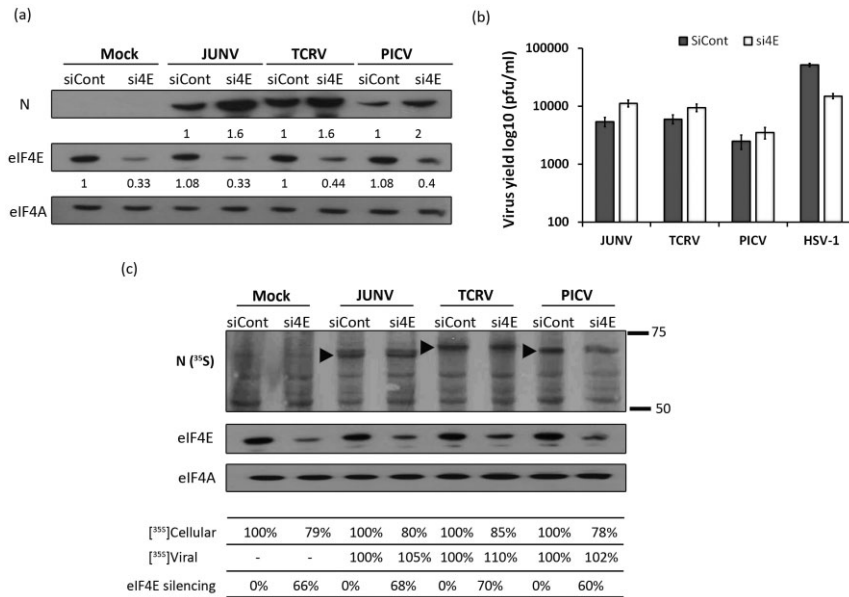 (a)
Mock JUNV TCRV PICV
siCont si4E siCont si4E siCont si4E siCont si4E
N
1 1.6 1 1.6 1 2
eIF4E
1 0.33 1.08 0.33 1 0.44 1.08 0.4
eIF4A
(b)
SiCont si4E
Virus yield log10 (pfu/ml)
100000
10000
1000
100
JUNV TCRV PICV HSV-1
(c)
Mock JUNV TCRV PICV
siCont si4E siCont si4E siCont si4E siCont si4E
75
N (³⁵S)
50
eIF4E
eIF4A
[³⁵S]Cellular 100% 79% 100% 80% 100% 85% 100% 78%
[³⁵S]Viral - - 100% 105% 100% 110% 100% 102%
eIF4E silencing 0% 66% 0% 68% 0% 70% 0% 60%